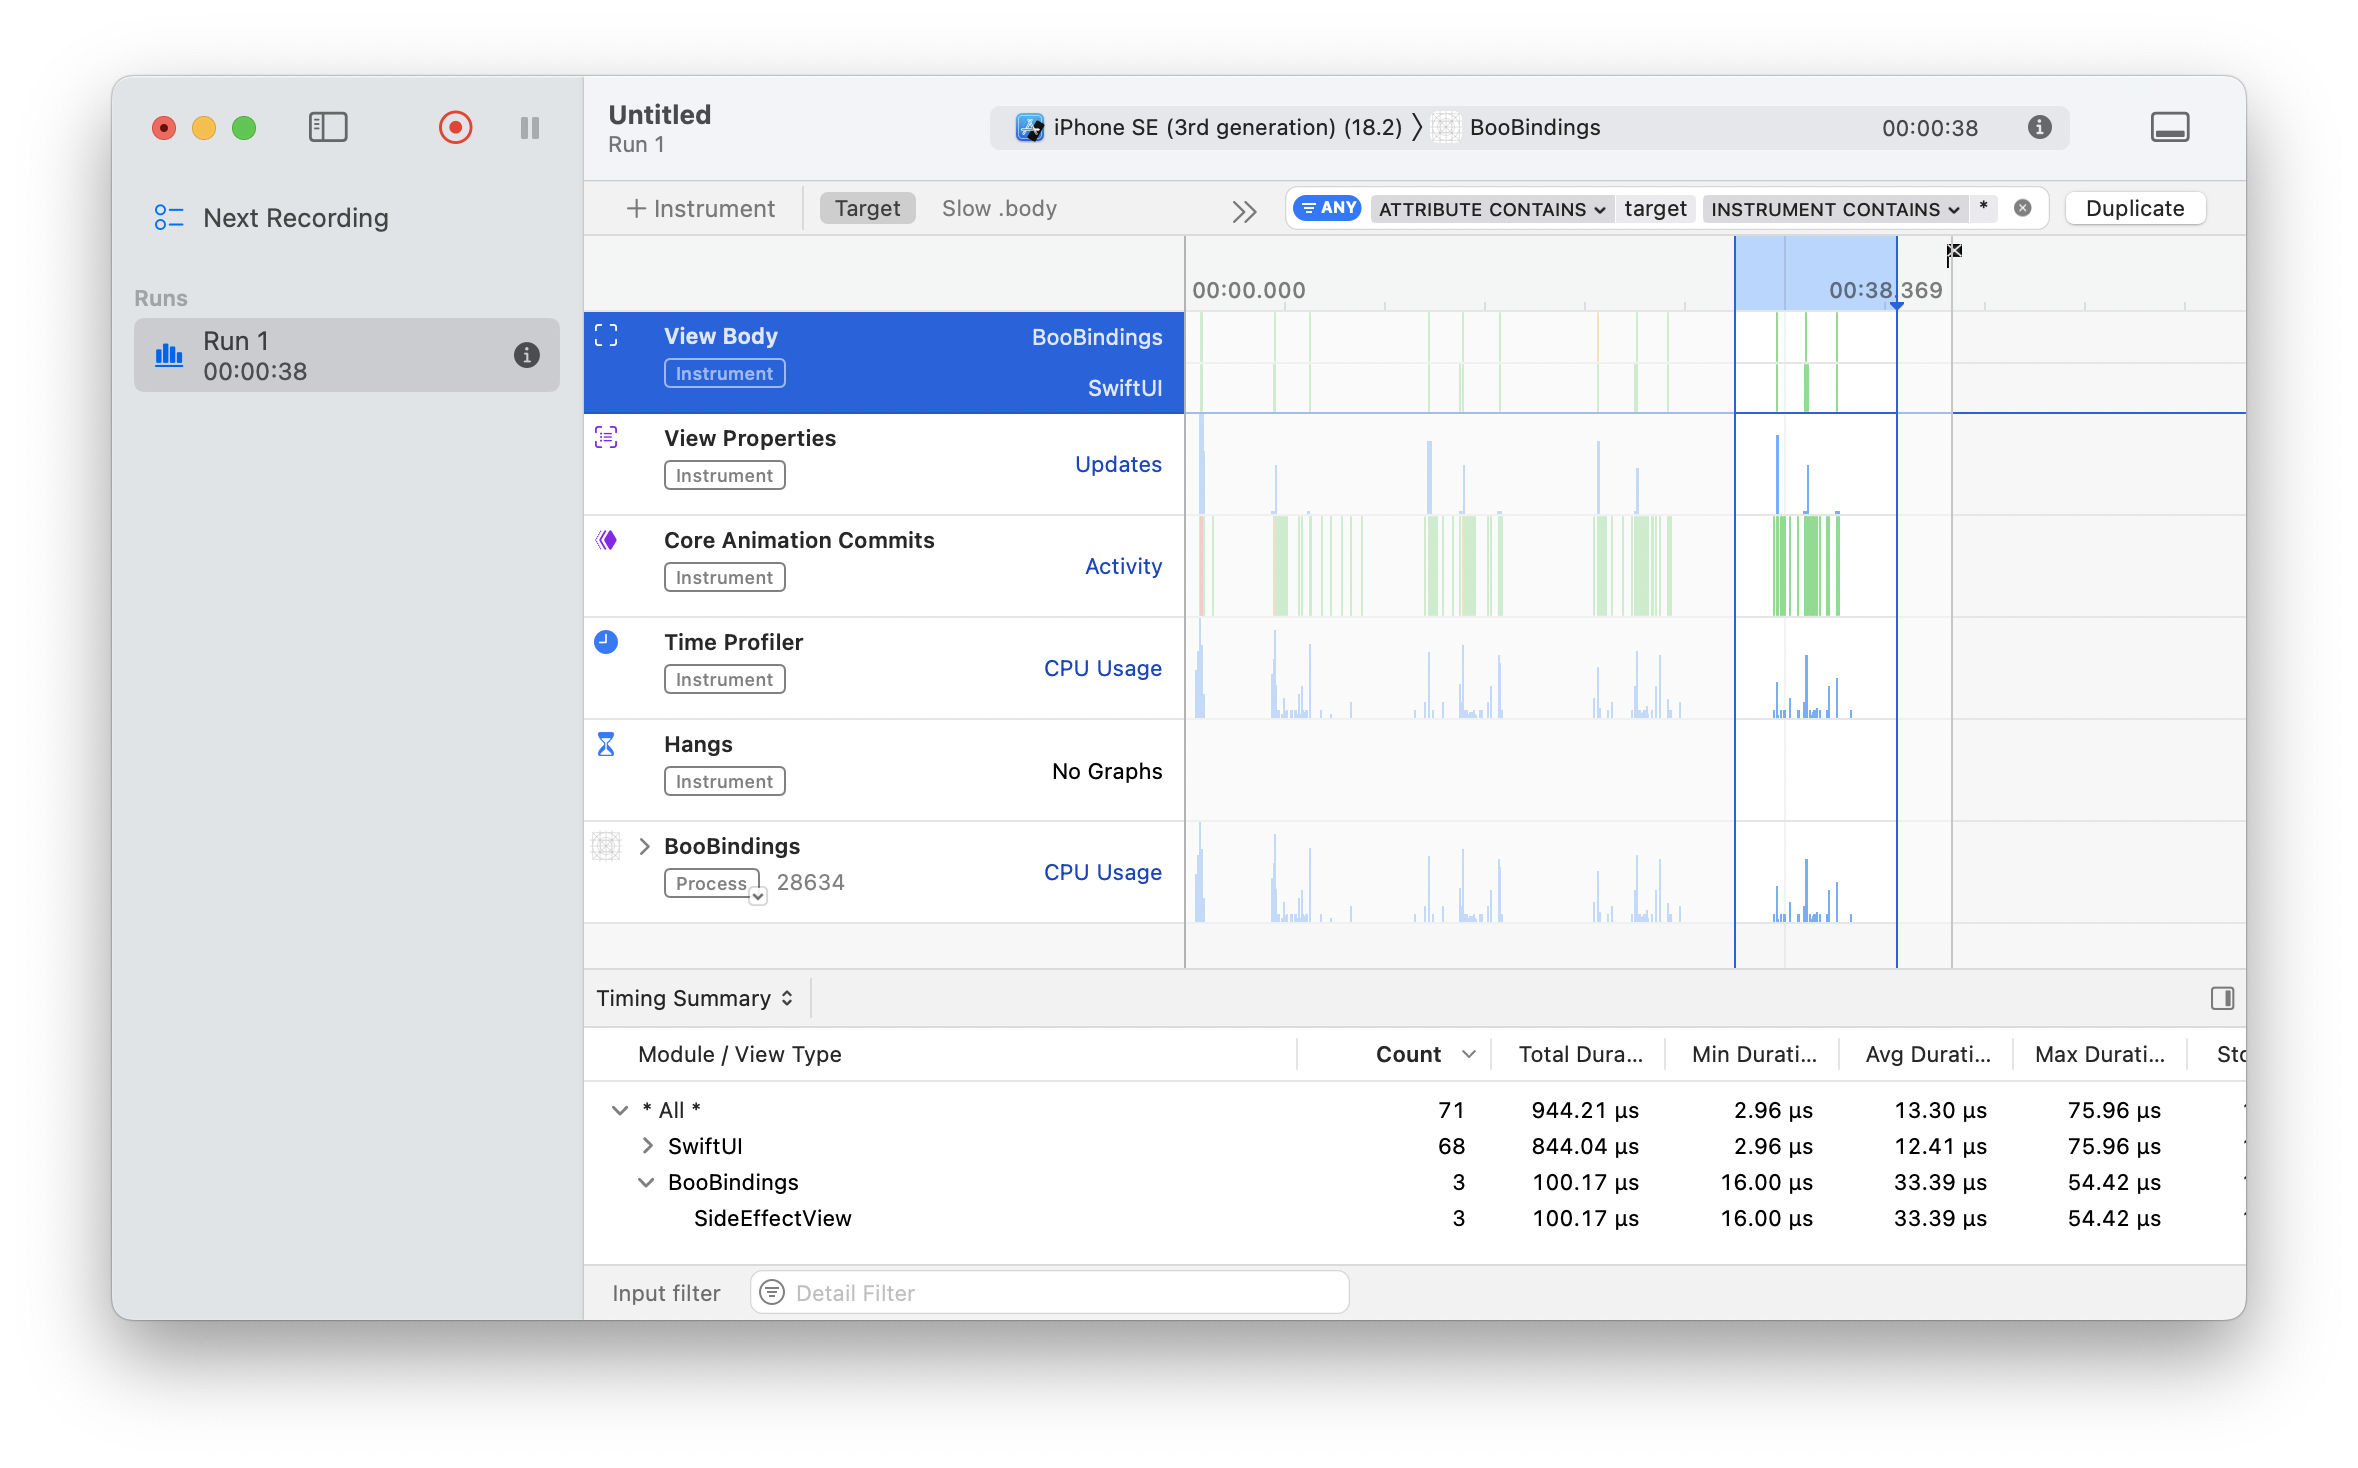 Untitled
Run 1
iPhone SE (3rd generation) (18.2) 〉 BooBindings 00:00:38
Next Recording
Runs
Run 1
00:00:38
+ Instrument Target Slow .body
ANY ATTRIBUTE CONTAINS target INSTRUMENT CONTAINS * Duplicate
00:00.000 00:38.369
View Body BooBindings
Instrument
SwiftUI
View Properties
Updates
Instrument
Core Animation Commits
Activity
Instrument
Time Profiler
CPU Usage
Instrument
Hangs
No Graphs
Instrument
BooBindings
CPU Usage
Process 28634
Timing Summary
Module / View Type Count Total Dura... Min Durati... Avg Durati... Max Durati...
* All * 71 944.21 µs 2.96 µs 13.30 µs 75.96 µs
SwiftUI 68 844.04 µs 2.96 µs 12.41 µs 75.96 µs
BooBindings 3 100.17 µs 16.00 µs 33.39 µs 54.42 µs
SideEffectView 3 100.17 µs 16.00 µs 33.39 µs 54.42 µs
Input filter Detail Filter